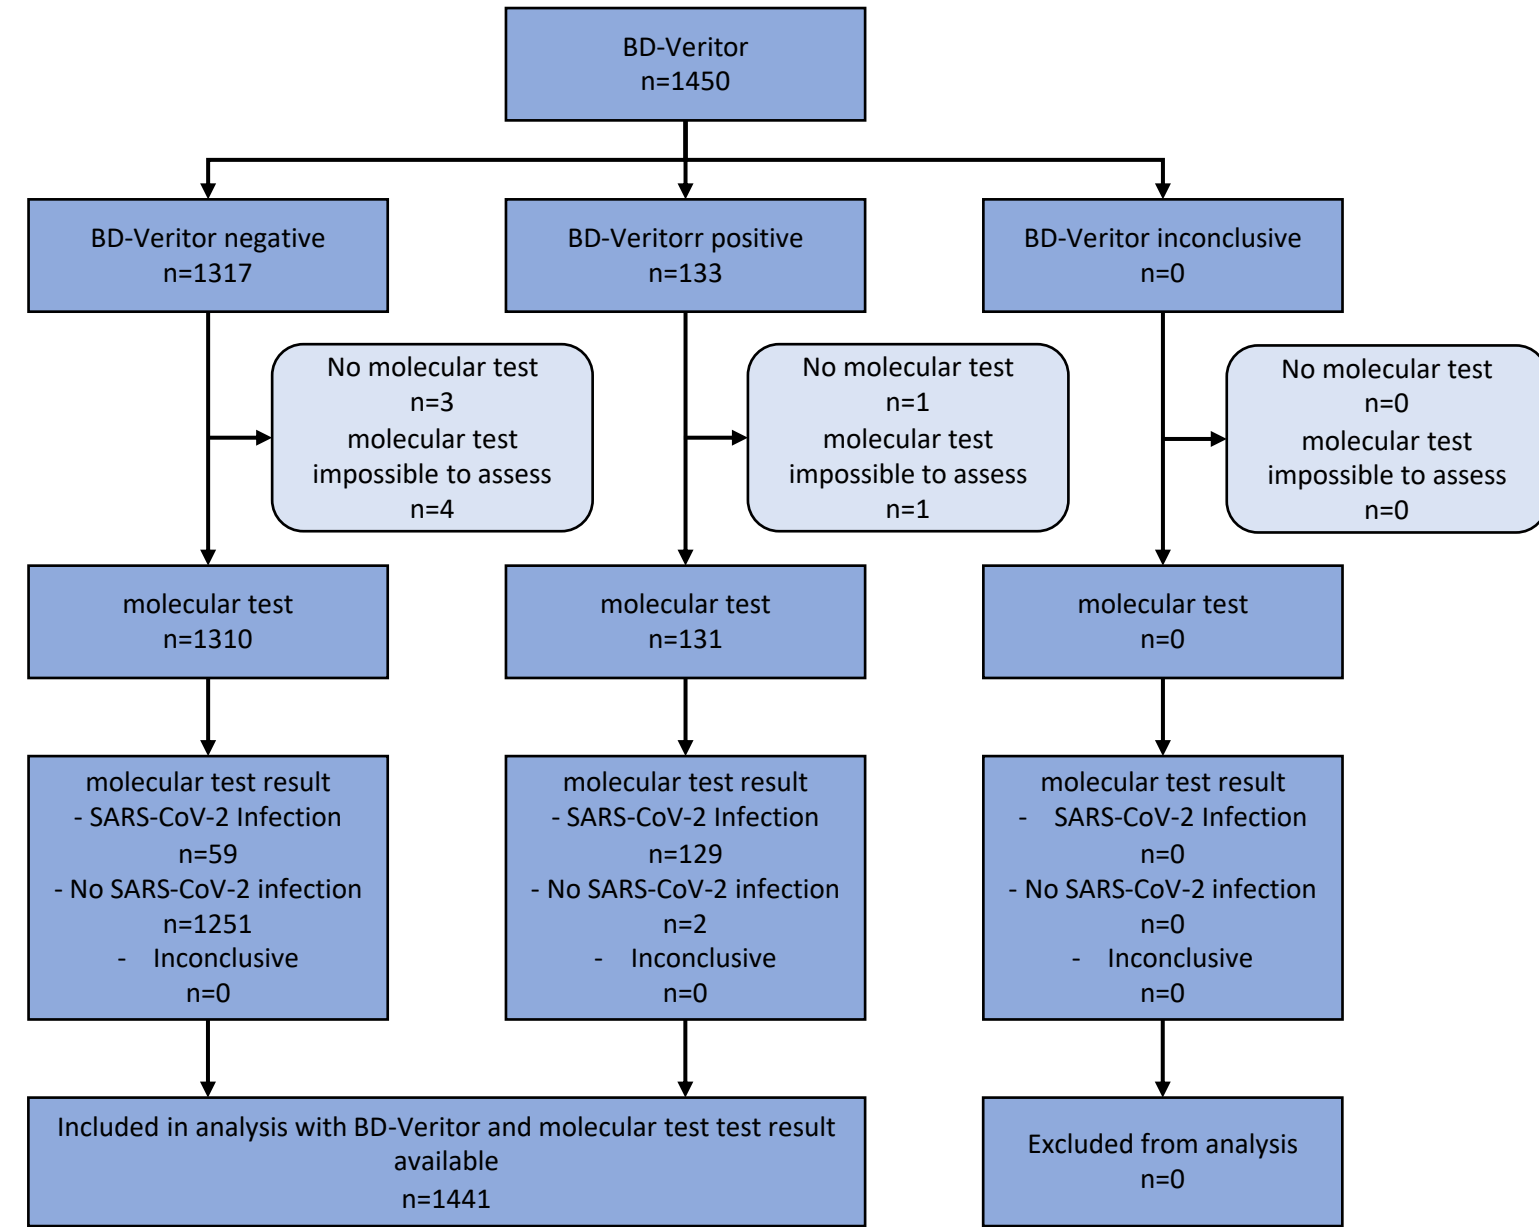 BD-Veritor
n=1450
BD-Veritor negative
n=1317
BD-Veritorr positive
n=133
BD-Veritor inconclusive
n=0
No molecular test
n=3
molecular test
impossible to assess
n=4
No molecular test
n=1
molecular test
impossible to assess
n=1
No molecular test
n=0
molecular test
impossible to assess
n=0
molecular test
n=1310
molecular test
n=131
molecular test
n=0
molecular test result
- SARS-CoV-2 Infection
n=59
- No SARS-CoV-2 infection
n=1251
- Inconclusive
n=0
molecular test result
- SARS-CoV-2 Infection
n=129
- No SARS-CoV-2 infection
n=2
- Inconclusive
n=0
molecular test result
- SARS-CoV-2 Infection
n=0
- No SARS-CoV-2 infection
n=0
- Inconclusive
n=0
Included in analysis with BD-Veritor and molecular test test result
available
n=1441
Excluded from analysis
n=0